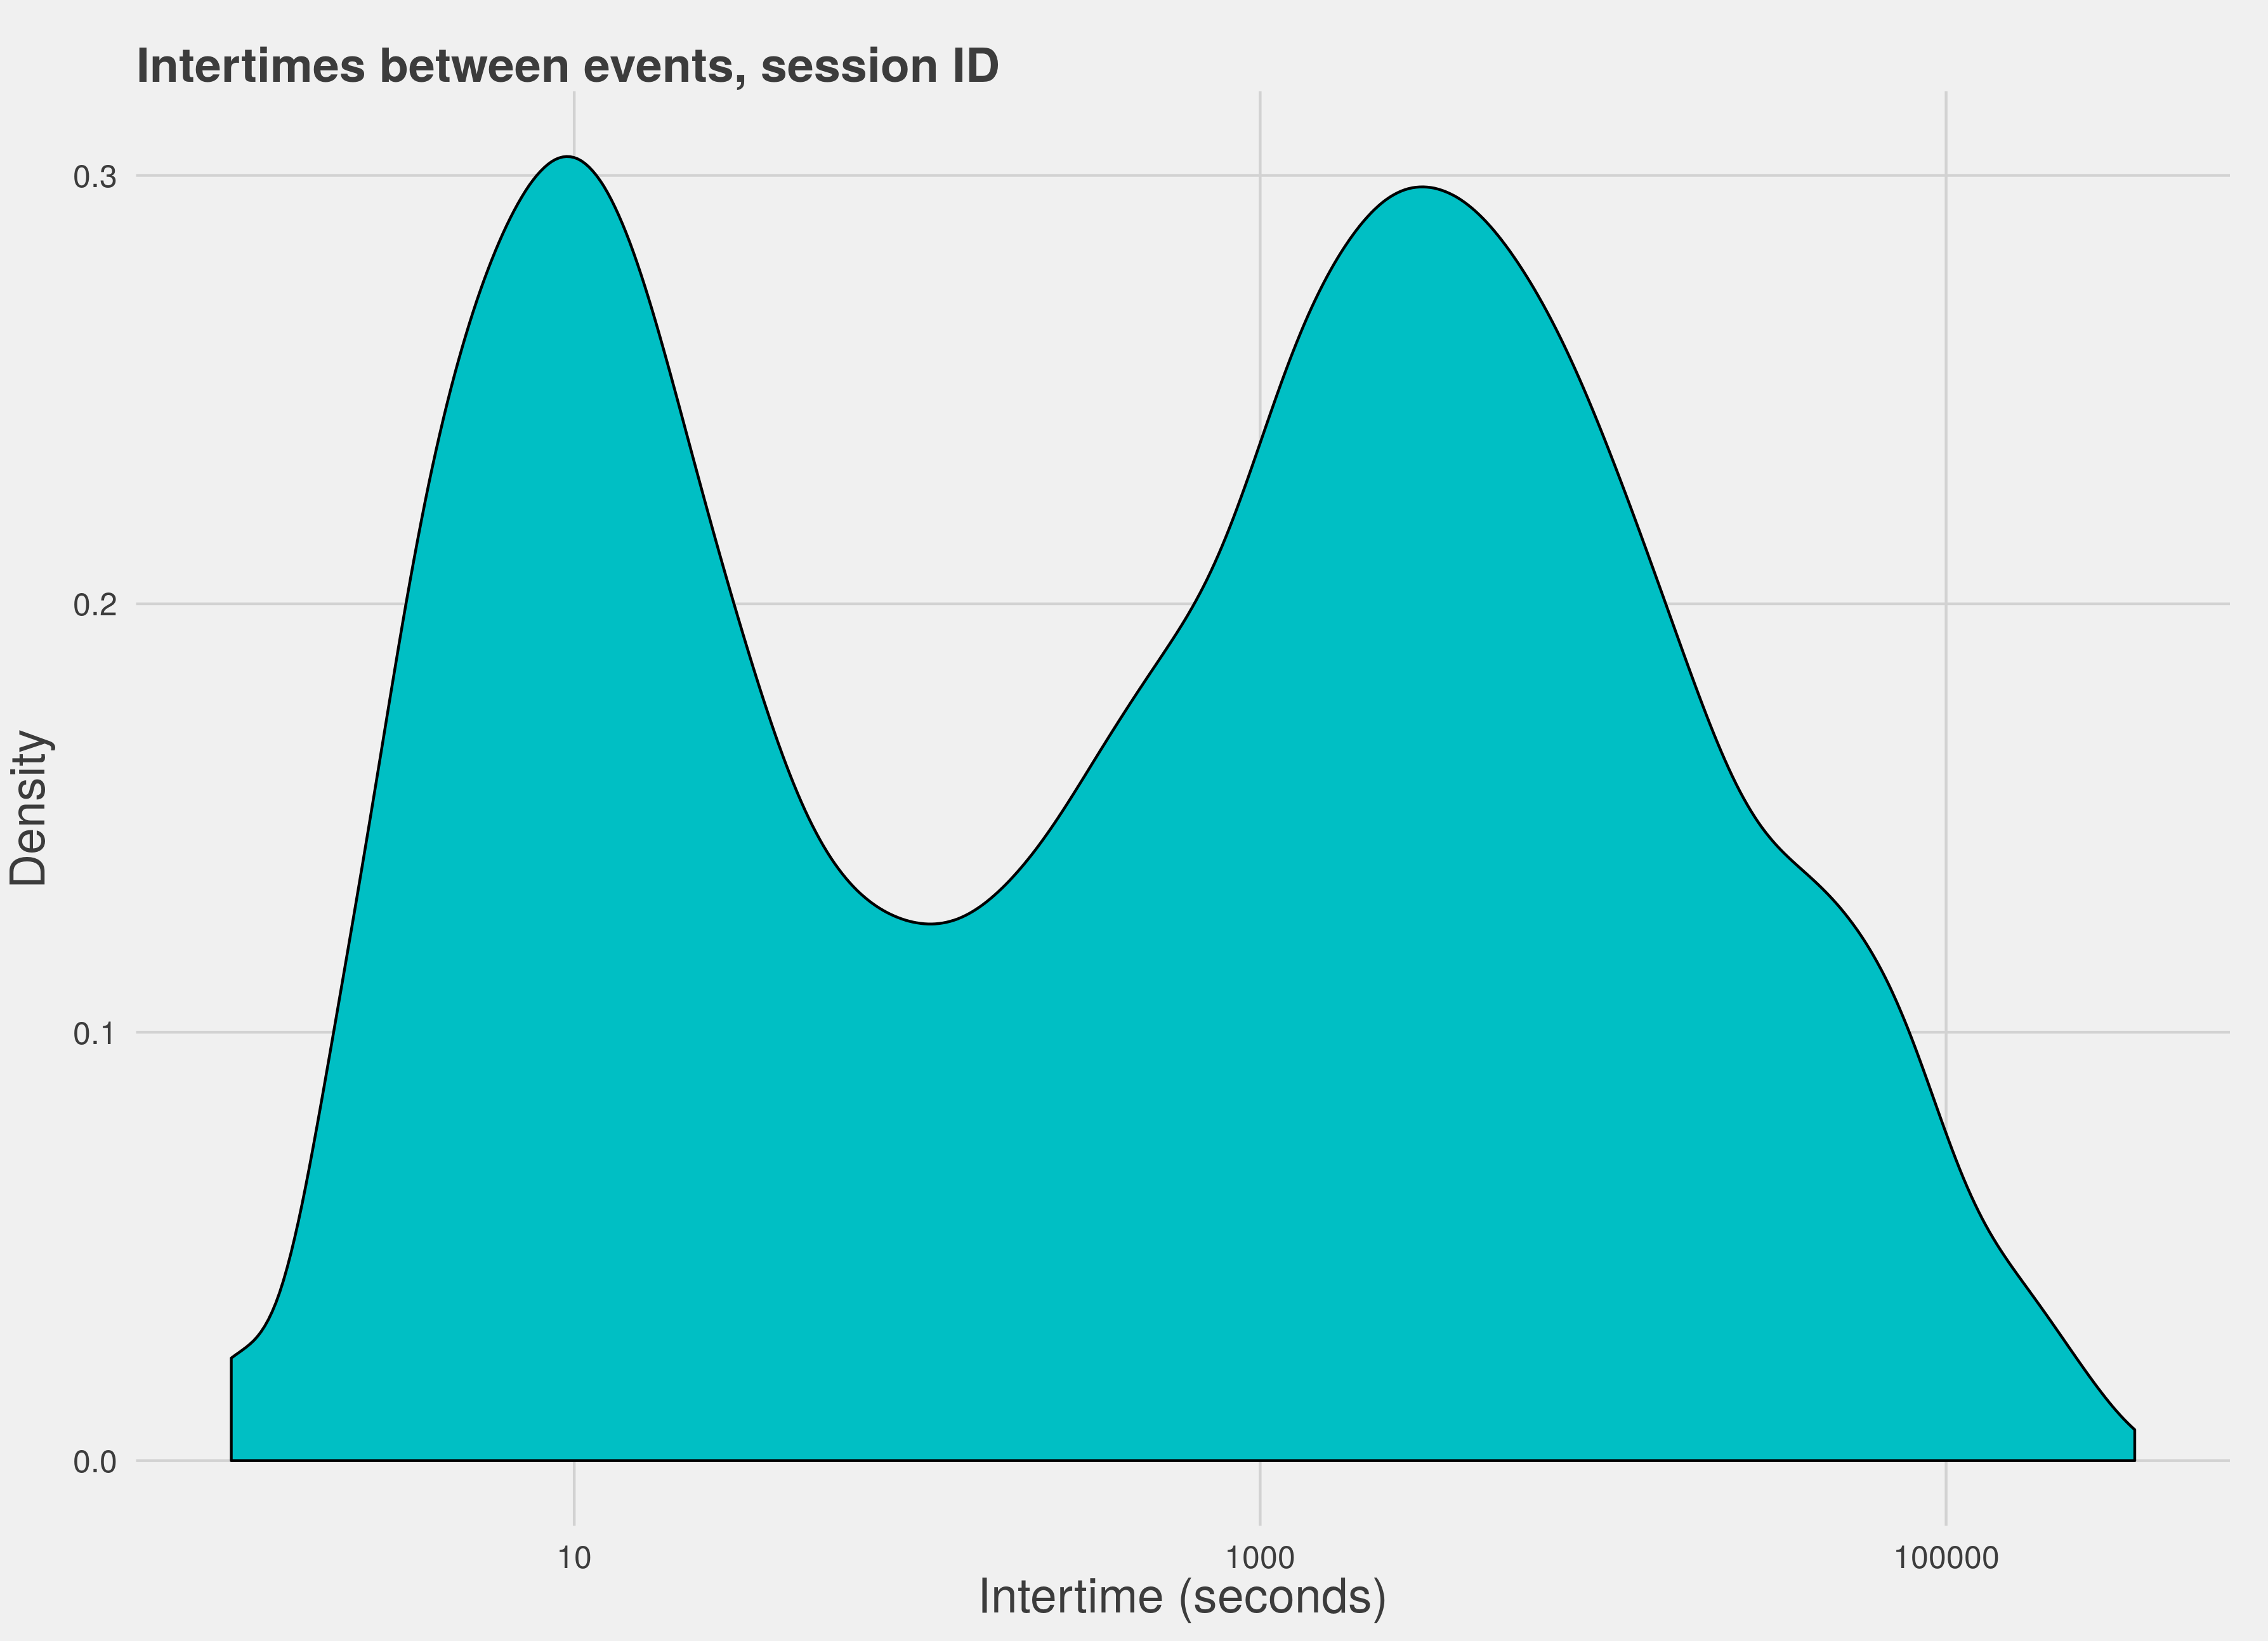 Intertimes between events, session ID
Density
0.3
0.2
0.1
0.0
10
1000
100000
Intertime (seconds)